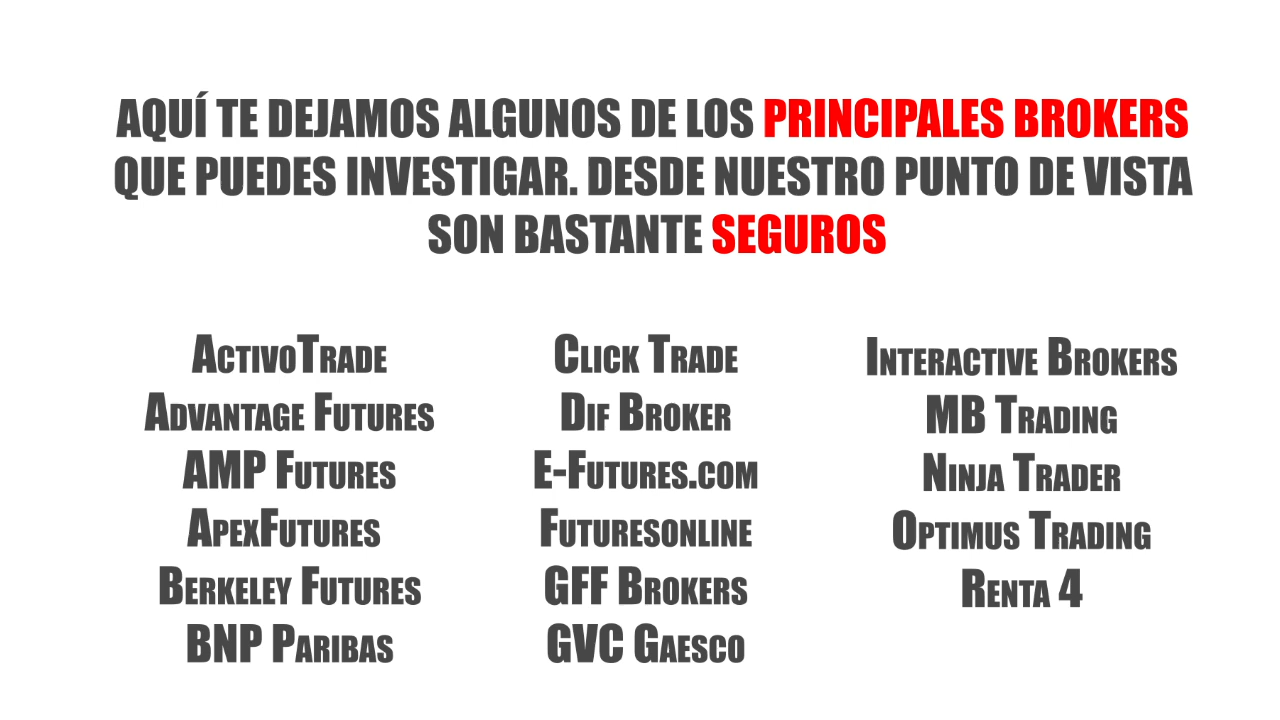 AQUÍ TE DEJAMOS ALGUNOS DE LOS PRINCIPALES BROKERS
QUE PUEDES INVESTIGAR. DESDE NUESTRO PUNTO DE VISTA
SON BASTANTE SEGUROS
ActivoTrade
Advantage Futures
AMP Futures
ApexFutures
Berkeley Futures
BNP Paribas
Click Trade
Dif Broker
E-Futures.com
Futuresonline
GFF Brokers
GVC Gaesco
Interactive Brokers
MB Trading
Ninja Trader
Optimus Trading
Renta 4